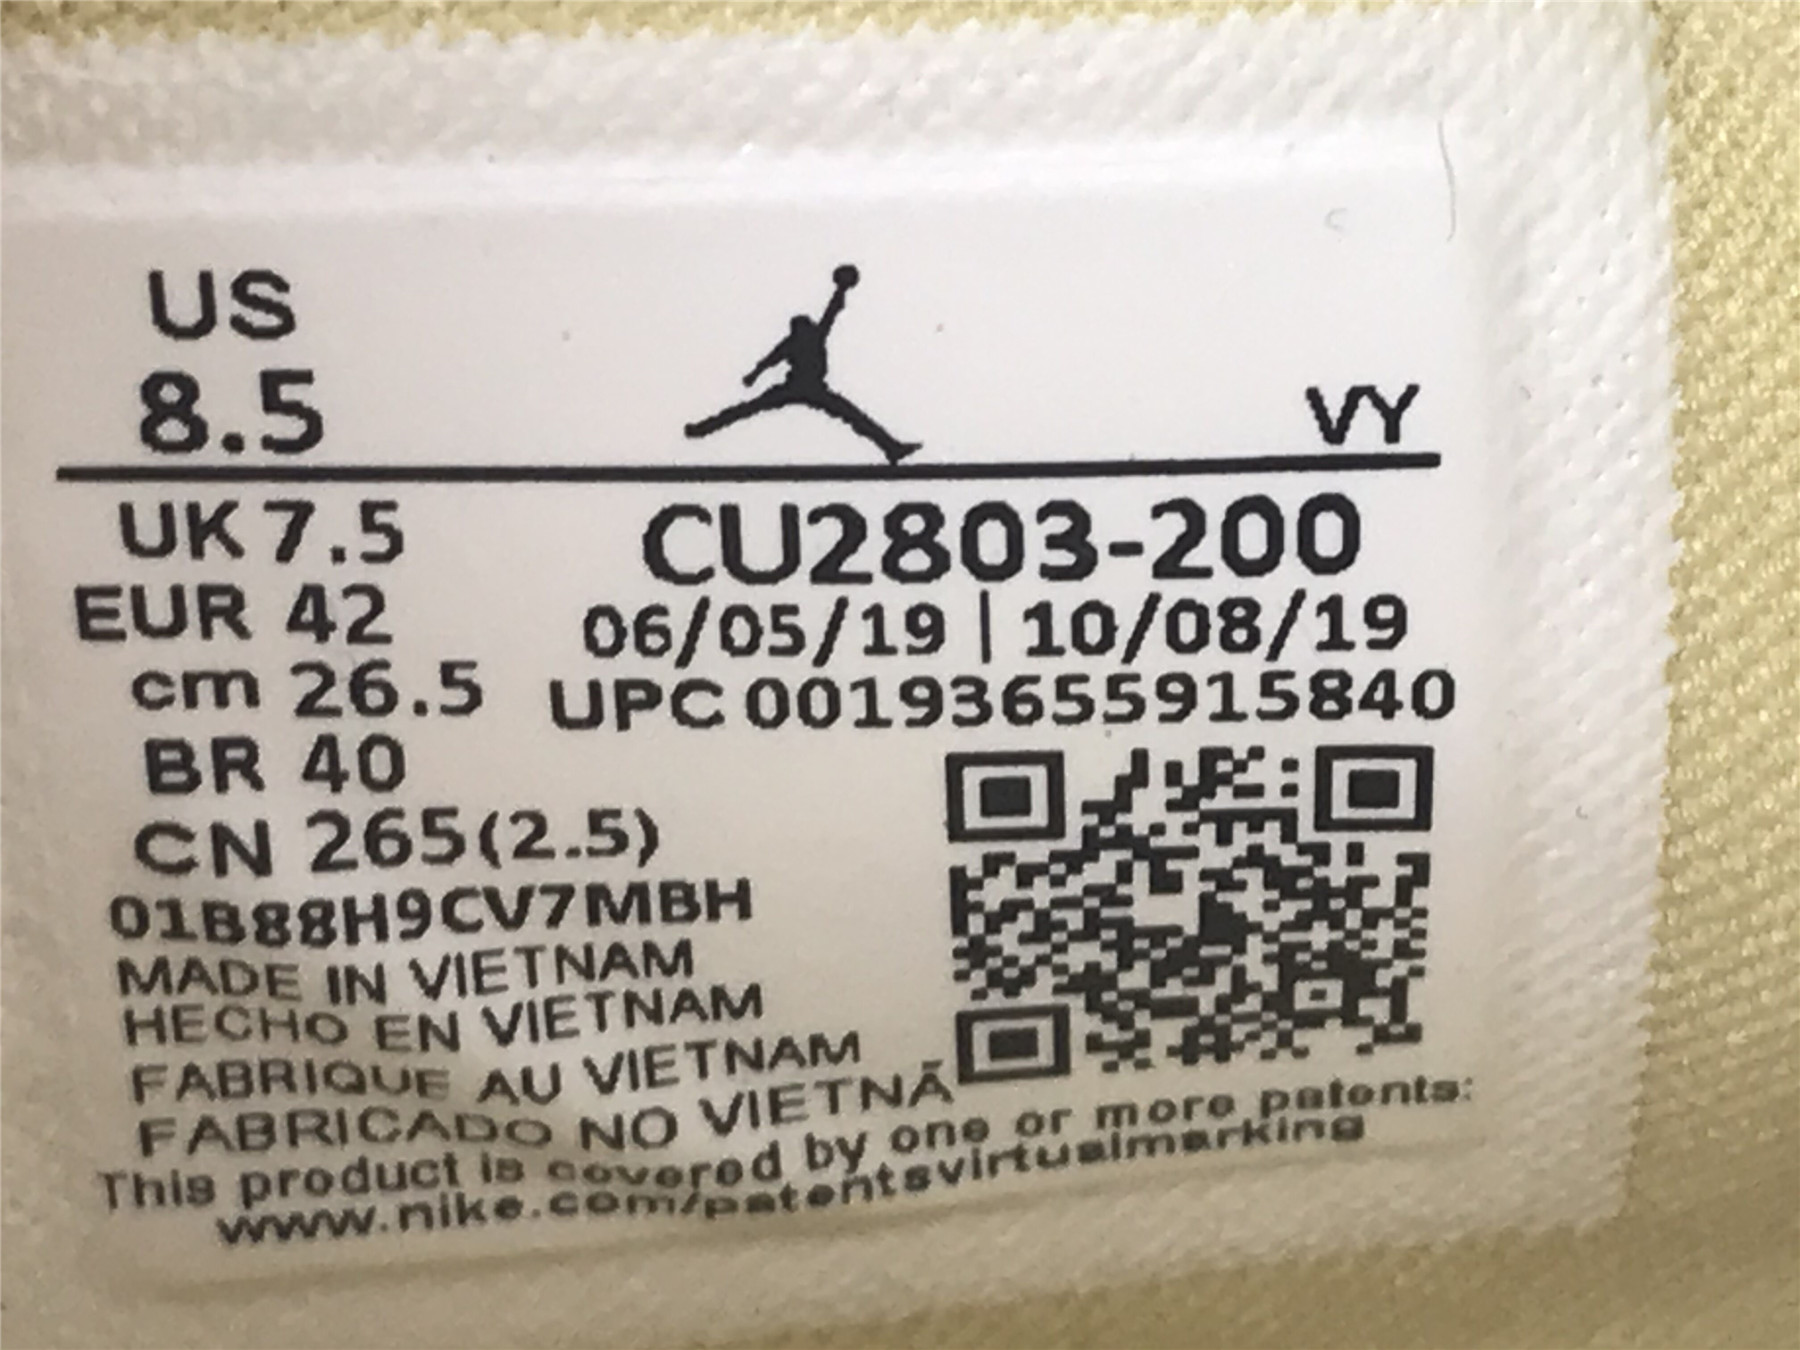 US
8.5
VY
UK 7.5
EUR 42
cm 26.5
BR 40
CN 265(2.5)
CU2803-200
06/05/19 | 10/08/19
UPC 00193655915840
01B88H9CV7MBH
MADE IN VIETNAM
HECHO EN VIETNAM
FABRIQUE AU VIETNAM
FABRICADO NO VIETNÃ
This product is covered by one or more patents:
www.nike.com/patentsvirtualmarking